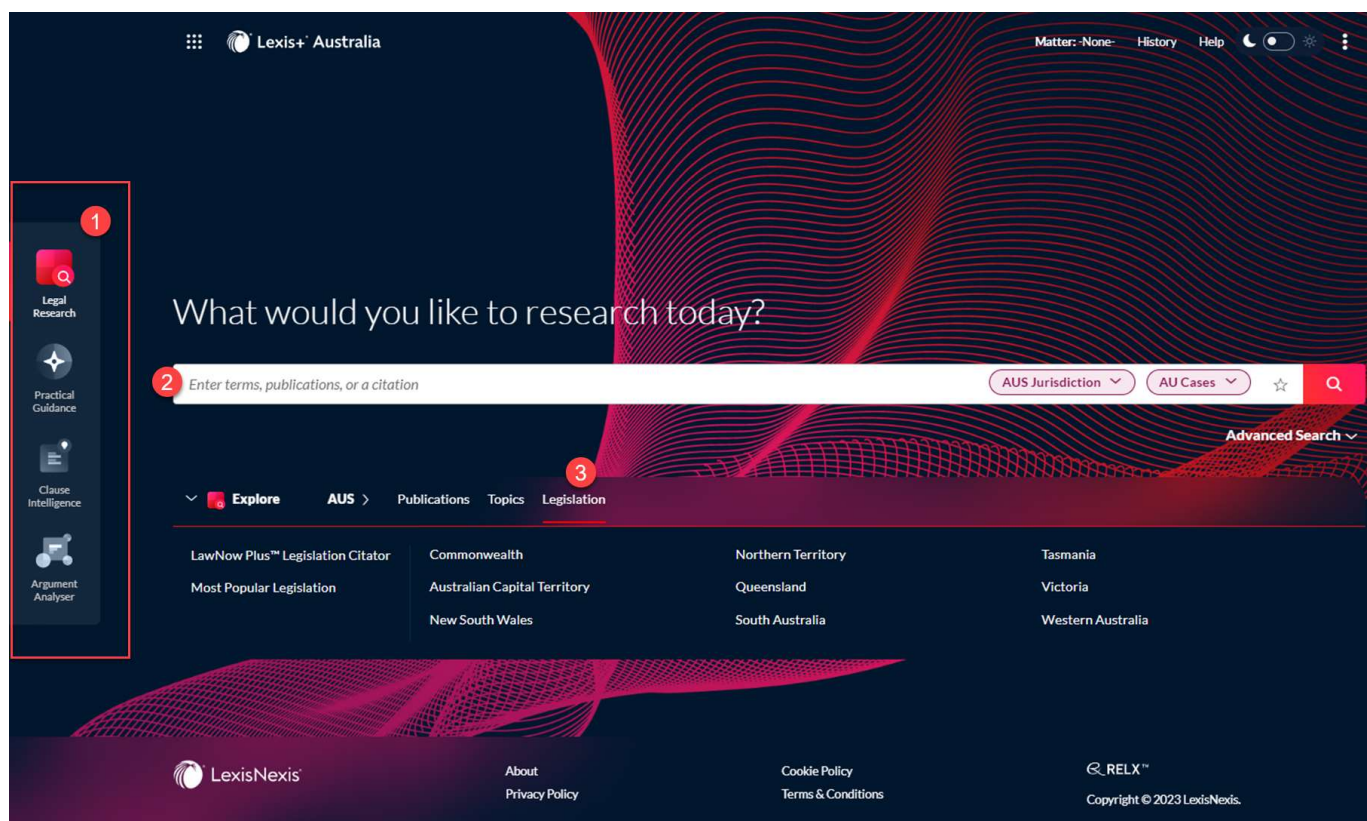 Lexis+ Australia
Matter: -None- History Help
1
Legal
Research
Practical
Guidance
Clause
Intelligence
Argument
Analyser
What would you like to research today?
2 Enter terms, publications, or a citation AUS Jurisdiction AU Cases
Advanced Search
3
Explore AUS > Publications Topics Legislation
LawNow Plus™ Legislation Citator Commonwealth Northern Territory Tasmania
Most Popular Legislation Australian Capital Territory Queensland Victoria
New South Wales South Australia Western Australia
LexisNexis® About Cookie Policy RELX™
Privacy Policy Terms & Conditions Copyright © 2023 LexisNexis.